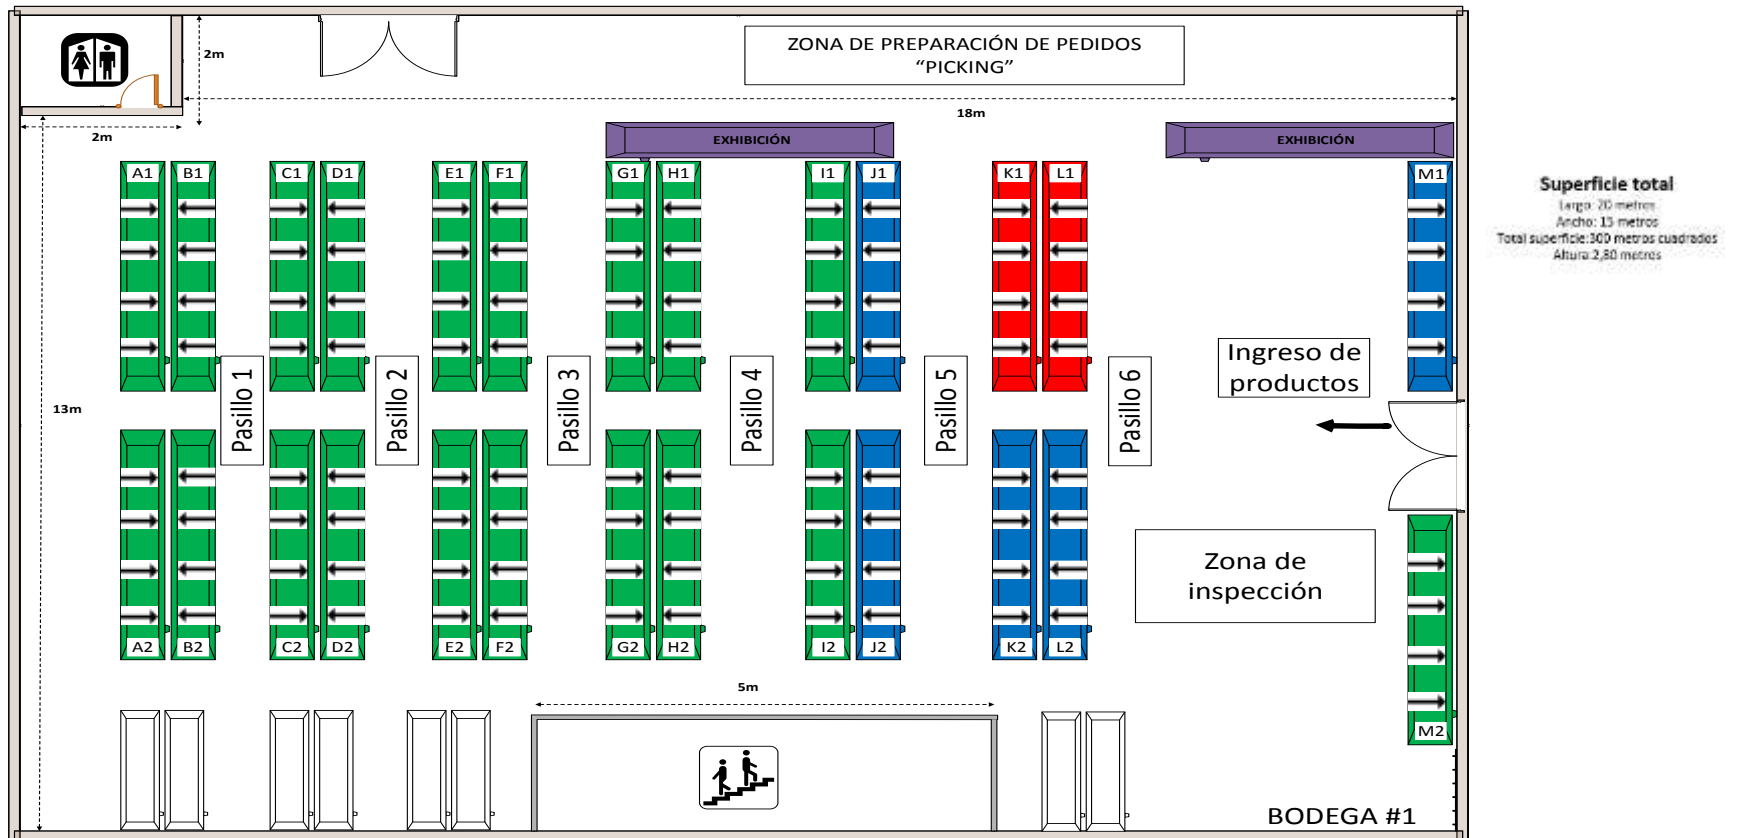 ZONA DE PREPARACIÓN DE PEDIDOS
“PICKING”
2m
18m
2m
EXHIBICIÓN
EXHIBICIÓN
A1 B1 C1 D1 E1 F1 G1 H1 I1 J1 K1 L1 M1
Superficie total
Largo: 20 metros
Ancho: 15 metros
Total superficie:300 metros cuadrados
Altura:2,80 metros
13m
Pasillo 1
Pasillo 2
Pasillo 3
Pasillo 4
Pasillo 5
Pasillo 6
Ingreso de
productos
Zona de
inspección
A2 B2 C2 D2 E2 F2 G2 H2 I2 J2 K2 L2
M2
5m
BODEGA #1